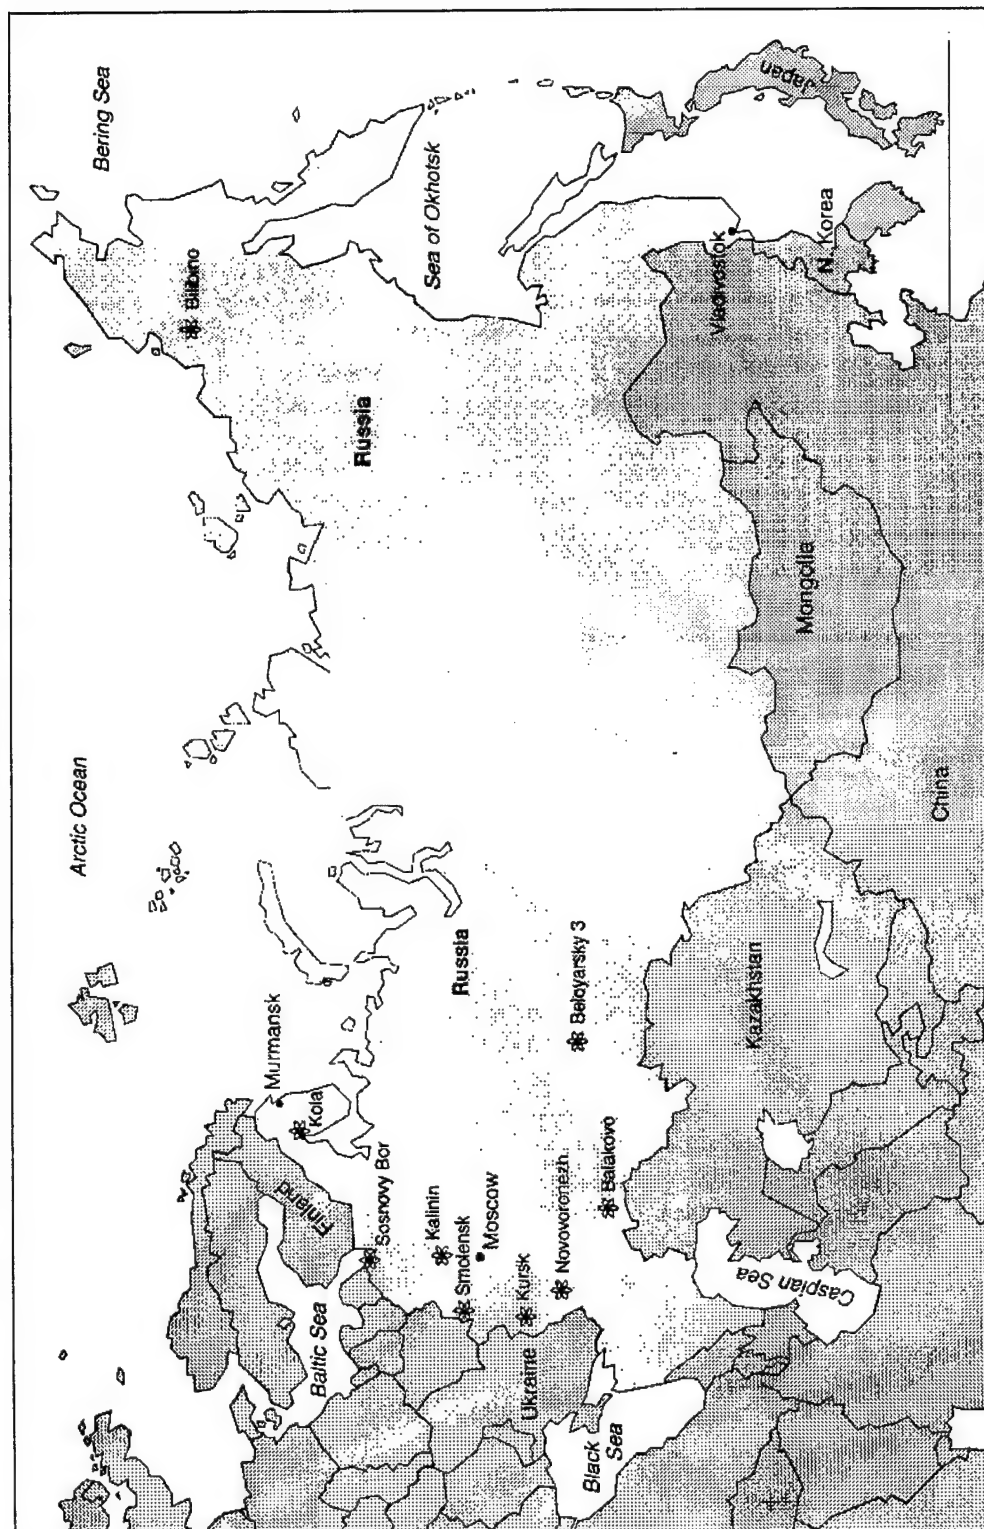 Bering Sea
Arctic Ocean
Bilibino
Sea of Okhotsk
Japan
Russia
Vladivostok
N. Korea
Mongolia
China
Murmansk
Kola
Finland
Sosnovy Bor
Baltic Sea
Kalinin
Smolensk
Moscow
Russia
Beloyarsky 3
Kursk
Novovoronezh.
Balakovo
Kazakhstan
Ukraine
Black
Sea
Caspian Sea